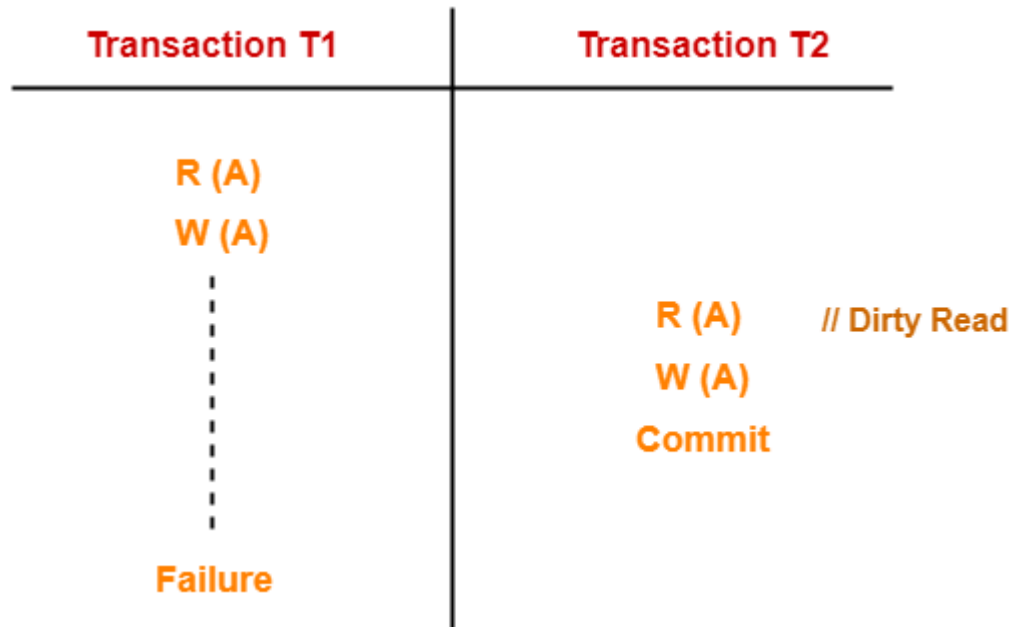 Transaction T1 Transaction T2
R (A)
W (A)
R (A) // Dirty Read
W (A)
Commit
Failure